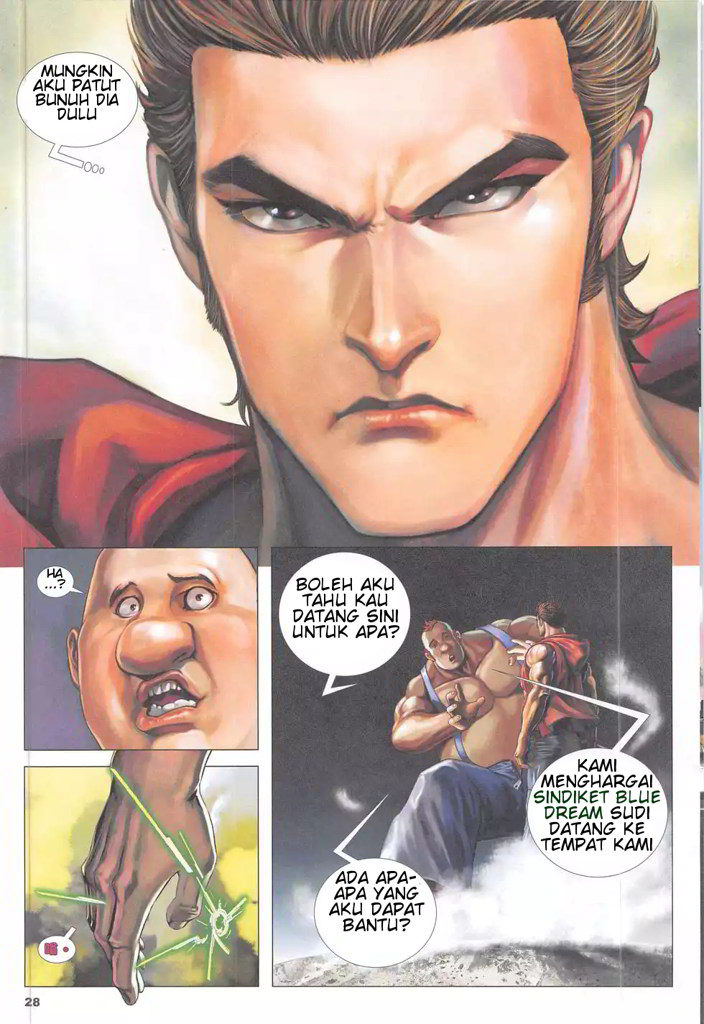 MUNGKIN
AKU PATUT
BUNUH DIA
DULU
HA
...?
BOLEH AKU
TAHU KAU
DATANG SINI
UNTUK APA?
KAMI
MENGHARGAI
SINDIKET BLUE
DREAM SUDI
DATANG KE
TEMPAT KAMI
ADA APA-
APA YANG
AKU DAPAT
BANTU?
28